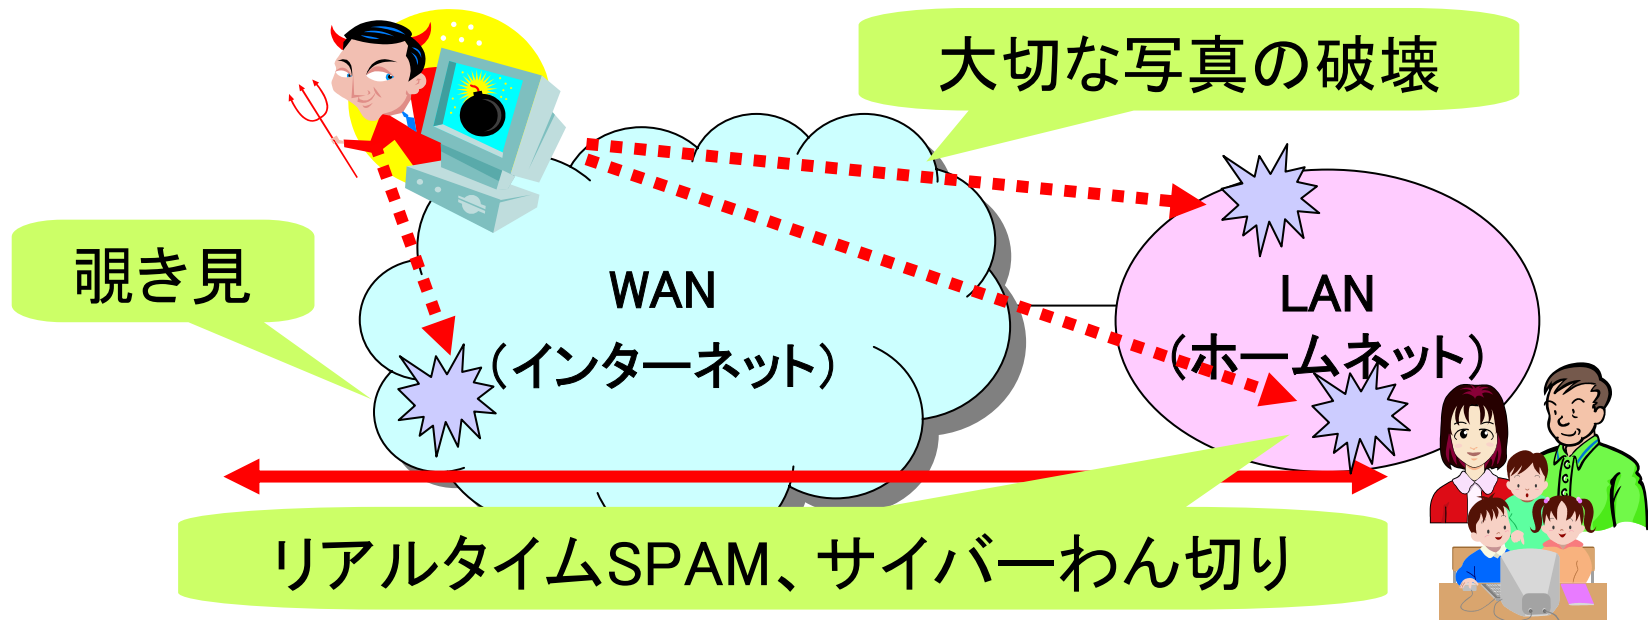 大切な写真の破壊
覗き見
WAN
（インターネット）
LAN
（ホームネット）
リアルタイムSPAM、サイバーわん切り